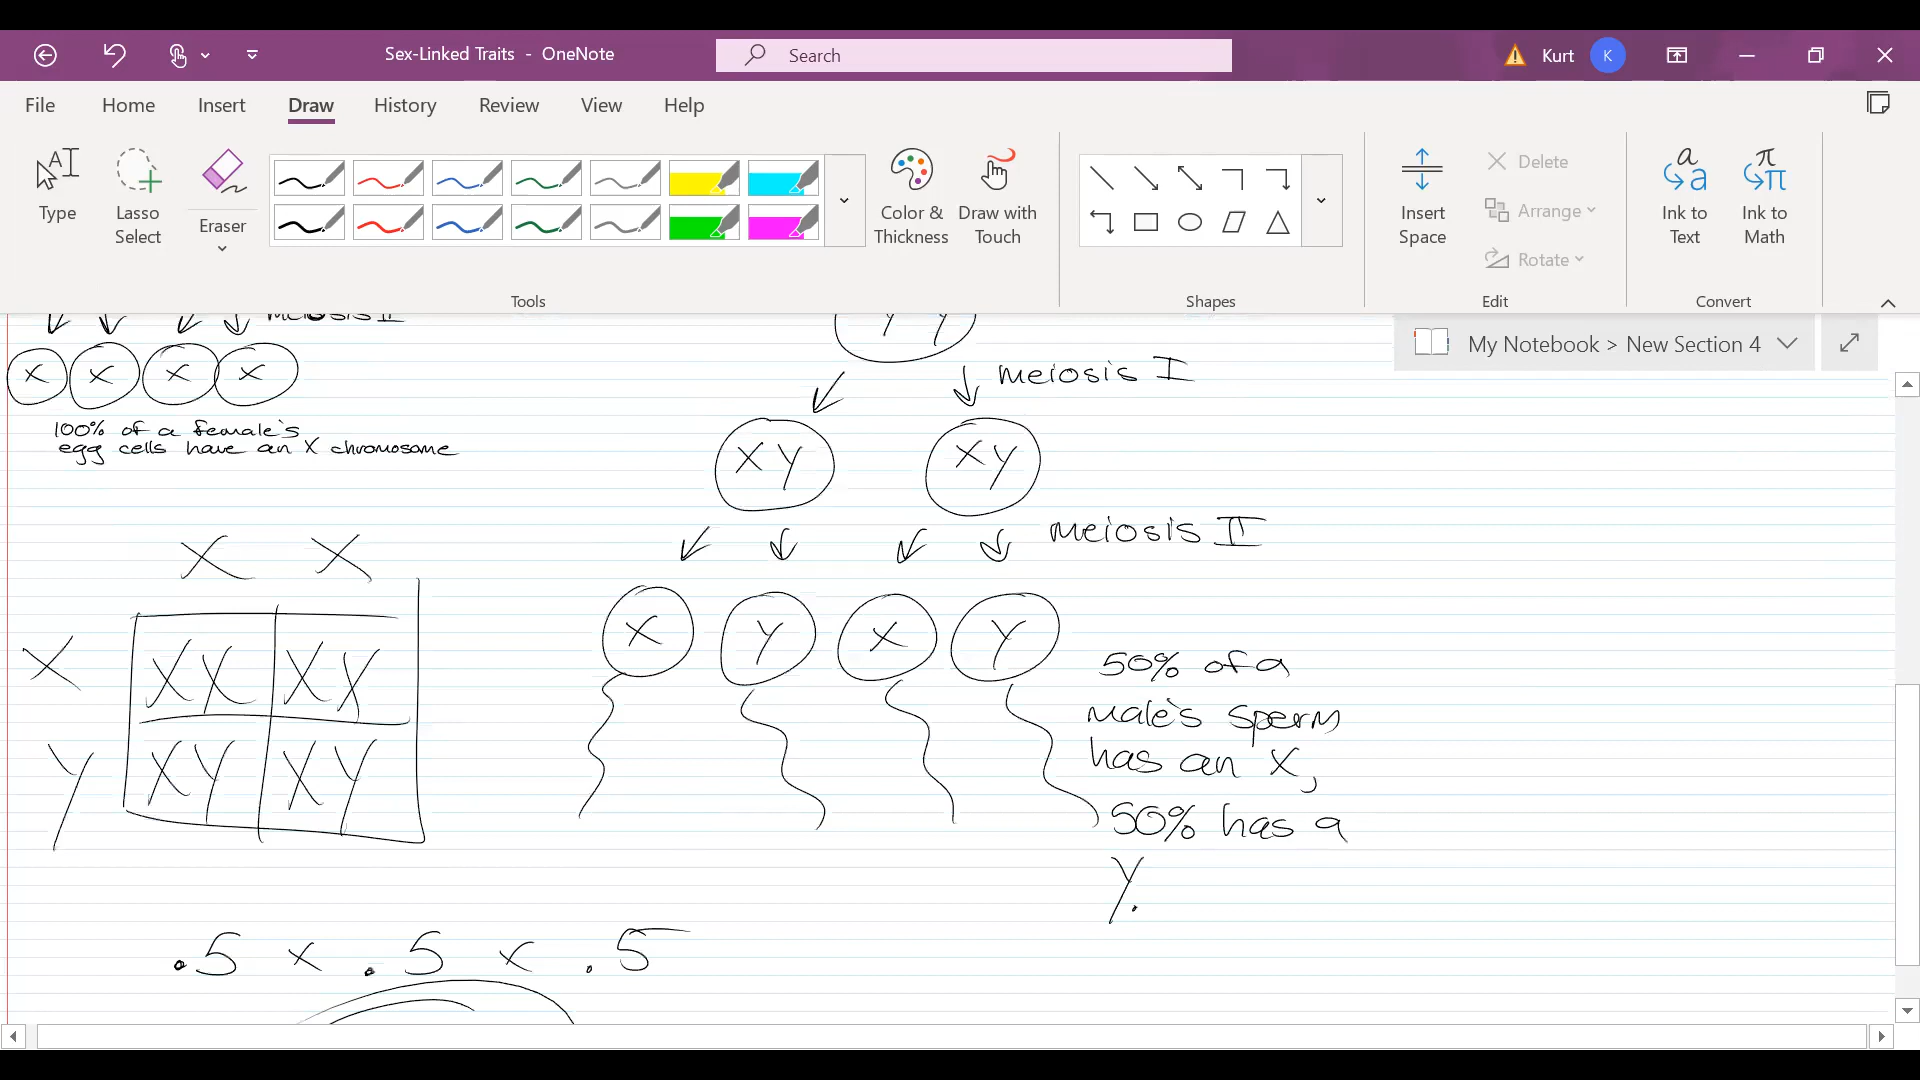 Sex-Linked Traits - OneNote
Search
Kurt
K
File
Home
Insert
Draw
History
Review
View
Help
Type
Lasso
Select
Eraser
Color &
Thickness
Draw with
Touch
Insert
Space
Delete
Arrange
Rotate
Ink to
Text
Ink to
Math
Tools
Shapes
Edit
Convert
My Notebook > New Section 4
meiosis II
X X X X
100% of a female's
egg cells have an X chromosome
Y Y
meiosis I
XY XY
meiosis II
X Y X Y
50% of a
male's sperm
has an X,
50% has a
Y.
X X
X XX XX
Y XY XY
.5 x .5 x .5